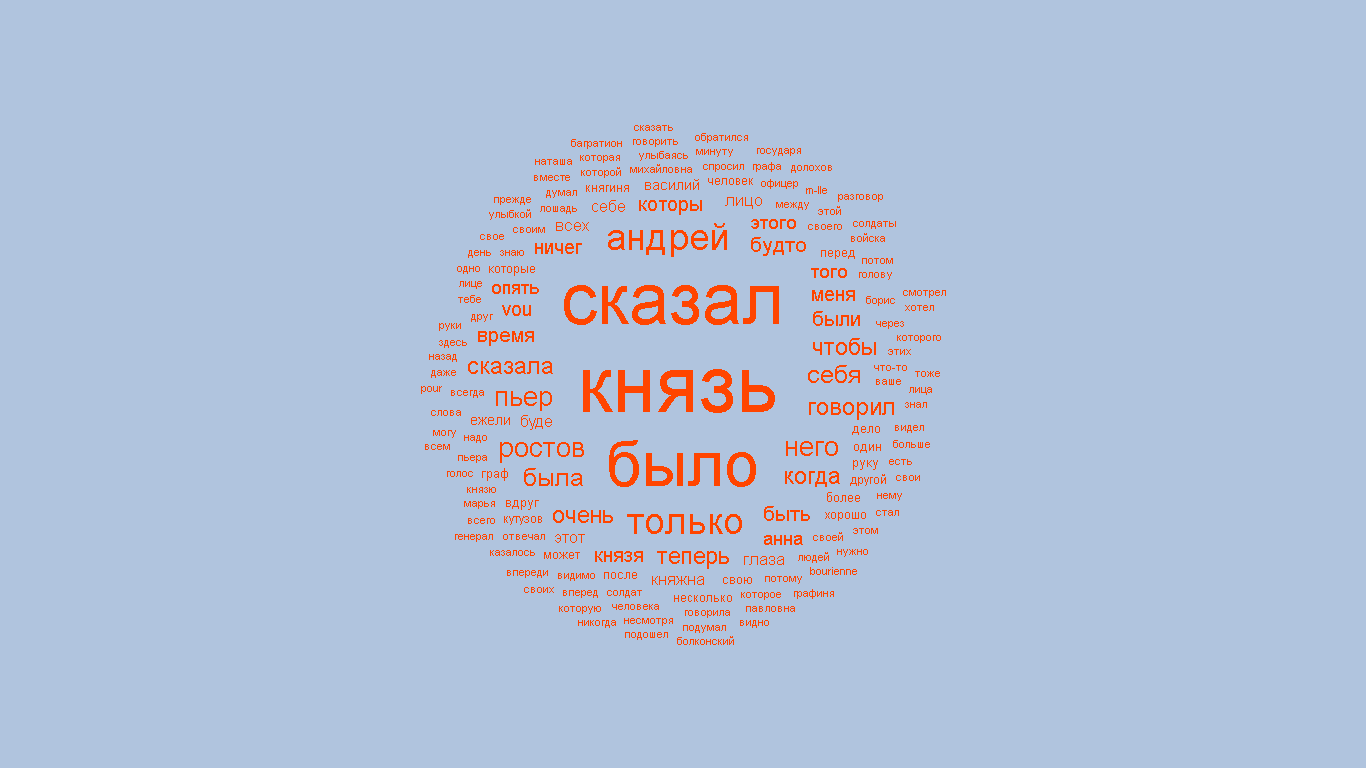 сказать
багратион говорить обратился
наташа которая улыбаясь минуту государя
вместе которой михайловна спросил графа долохов
думал княгиня василий человек офицер m-lle
прежде лошадь себе которы лицо между разговор
улыбкой своим всех этого своего этой солдаты
свое ничег андрей будто перед войска
день знаю потом
одно которые того голову
лице опять сказал меня борис смотрел
тебе vou хотел
друг были через
руки время которого
здесь чтобы этих
назад сказала что-то
даже князь себя ваше тоже
pour всегда пьер лица
слова говорил знал
ежели буде
могу надо дело видел
всем ростов него один больше
пьера руку есть
голос граф была было когда другой свои
князю
марья вдруг более нему
всего кутузов очень только быть хорошо стал
генерал отвечал этот анна своей этом
казалось может князя теперь глаза людей нужно
впереди видимо после княжна свою потому bourienne
своих вперед солдат несколько которое графиня
которую человека говорила павловна
никогда несмотря подумал видно
подошел болконский